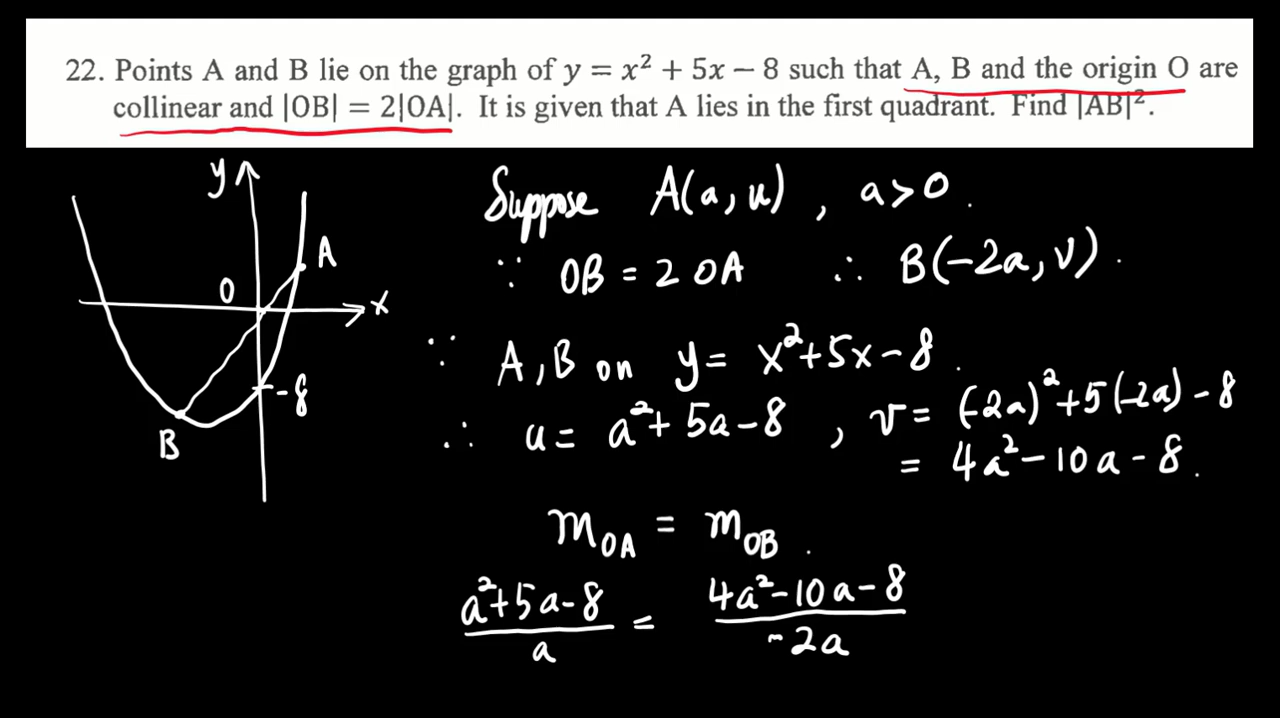 22. Points A and B lie on the graph of y = x² + 5x − 8 such that A, B and the origin O are
collinear and |OB| = 2|OA|. It is given that A lies in the first quadrant. Find |AB|².
y
A
O
x
-8
B
Suppose A(a, u), a>0.
∵ OB = 2 OA ∴ B(-2a, v).
∵ A, B on y = x²+5x-8.
∴ u = a²+5a-8, v = (-2a)²+5(-2a)-8
= 4a²-10a-8.
m_OA = m_OB.
(a²+5a-8)/a = (4a²-10a-8)/(-2a)